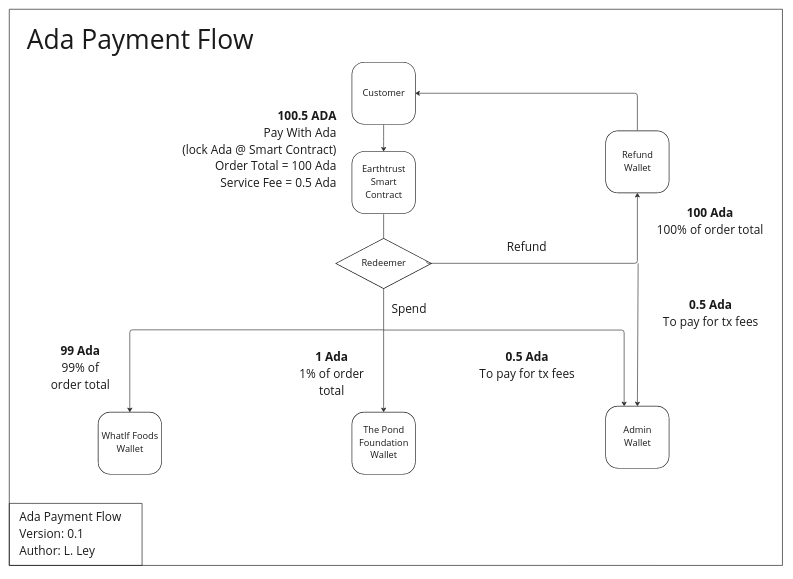 Ada Payment Flow
Customer
100.5 ADA
Pay With Ada
(lock Ada @ Smart Contract)
Order Total = 100 Ada
Service Fee = 0.5 Ada
Earthtrust
Smart
Contract
Refund
Wallet
100 Ada
100% of order total
Refund
Redeemer
Spend
0.5 Ada
To pay for tx fees
99 Ada
99% of
order total
1 Ada
1% of order
total
0.5 Ada
To pay for tx fees
WhatIf Foods
Wallet
The Pond
Foundation
Wallet
Admin
Wallet
Ada Payment Flow
Version: 0.1
Author: L. Ley